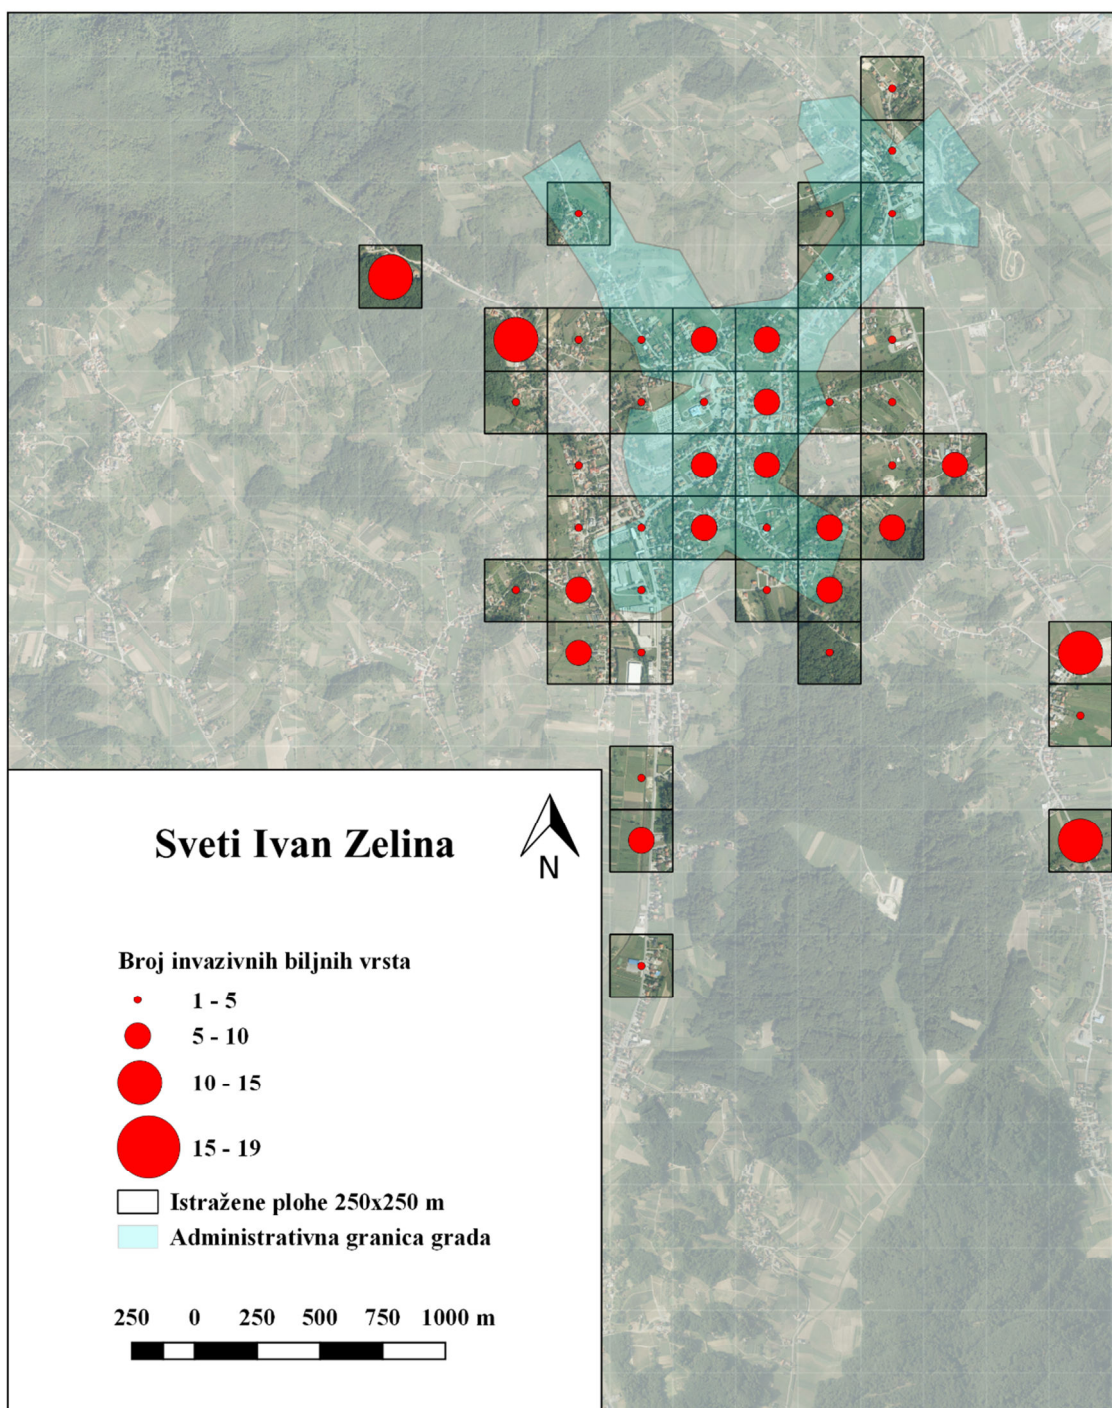 Sveti Ivan Zelina
N
Broj invazivnih biljnih vrsta
1 - 5
5 - 10
10 - 15
15 - 19
Istražene plohe 250x250 m
Administrativna granica grada
250 0 250 500 750 1000 m